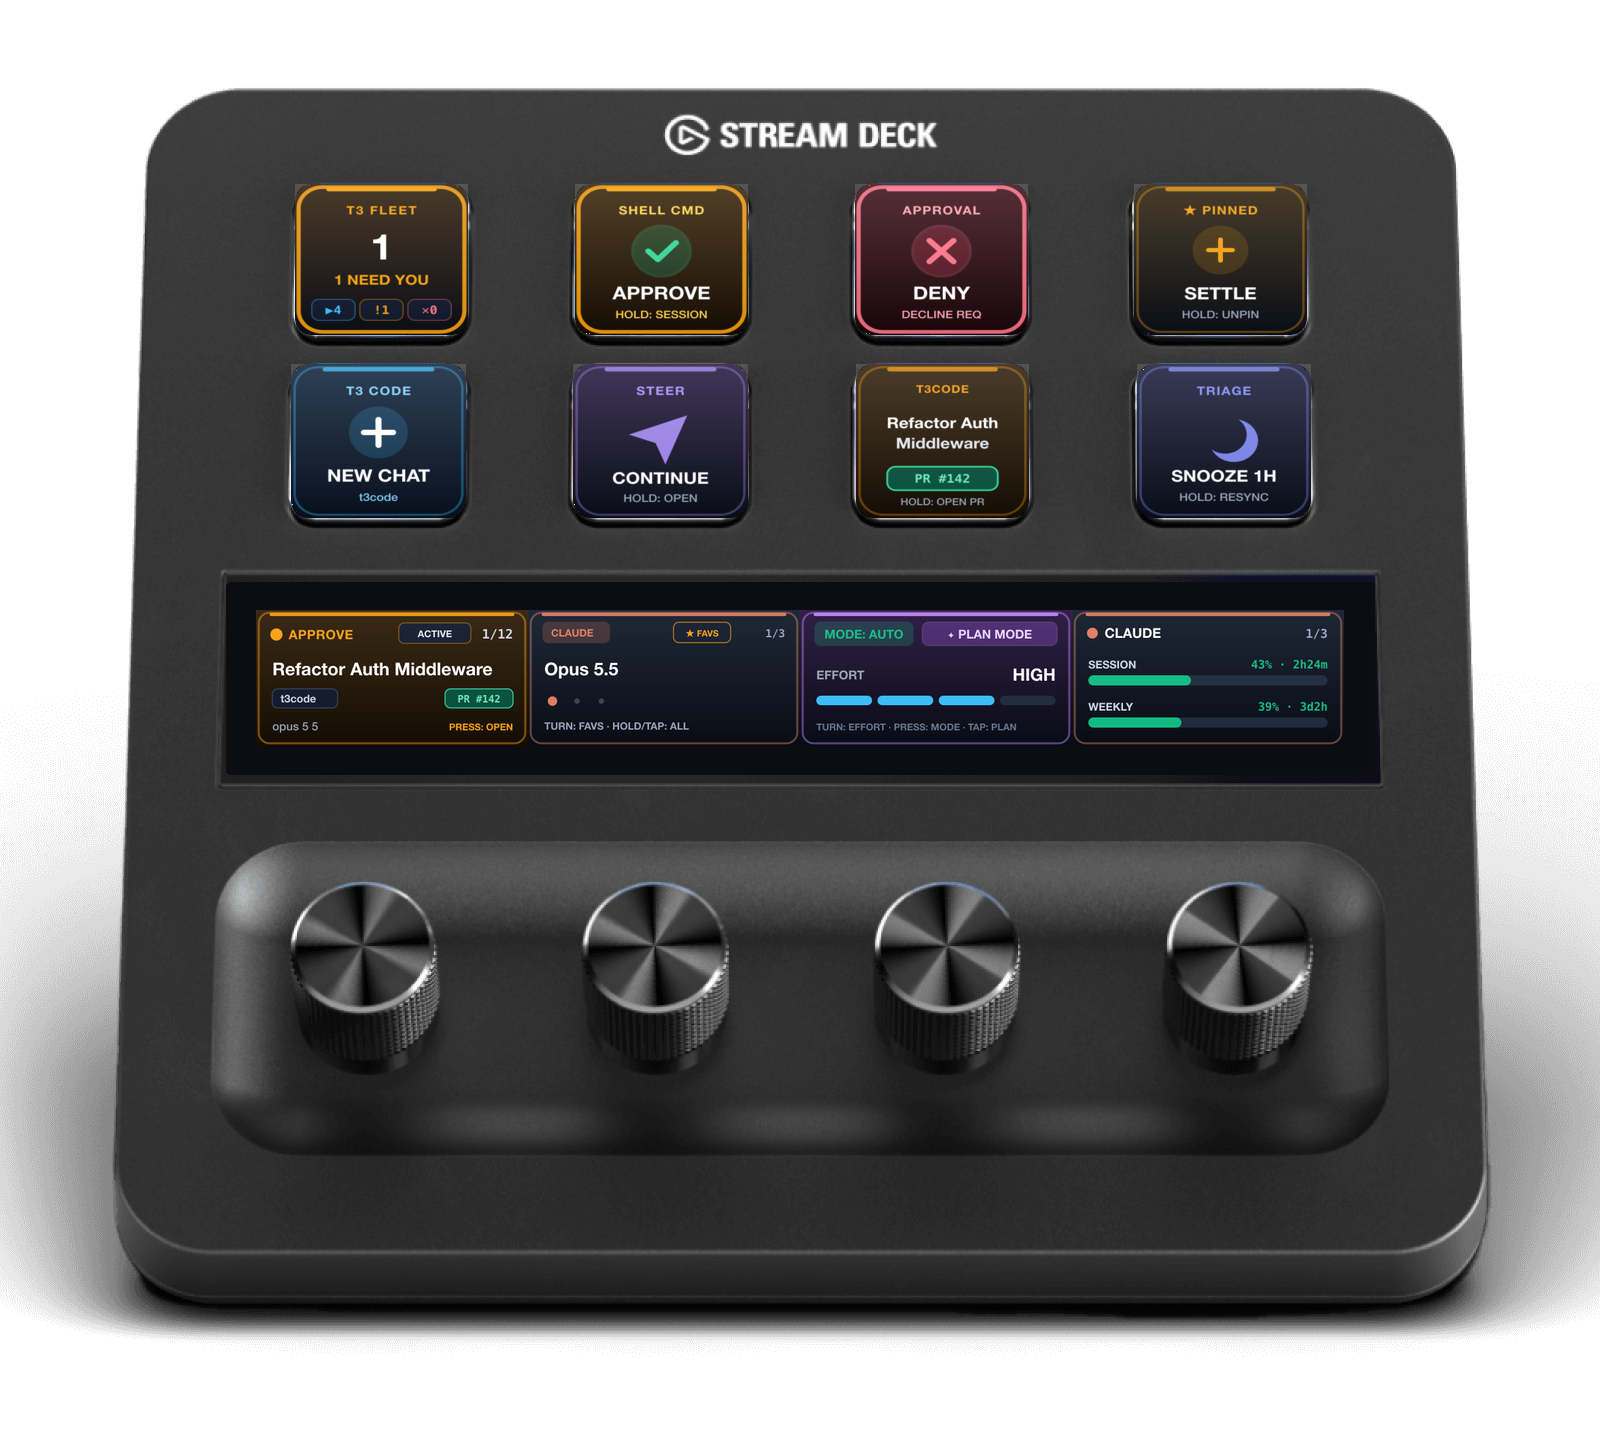 STREAM DECK
T3 FLEET
1
1 NEED YOU
▶4 !1 ×0
SHELL CMD
APPROVE
HOLD: SESSION
APPROVAL
DENY
DECLINE REQ
★ PINNED
SETTLE
HOLD: UNPIN
T3 CODE
NEW CHAT
t3code
STEER
CONTINUE
HOLD: OPEN
T3CODE
Refactor Auth
Middleware
PR #142
HOLD: OPEN PR
TRIAGE
SNOOZE 1H
HOLD: RESYNC
APPROVE ACTIVE 1/12
Refactor Auth Middleware
t3code PR #142
opus 5 5 PRESS: OPEN
CLAUDE ★ FAVS 1/3
Opus 5.5
TURN: FAVS · HOLD/TAP: ALL
MODE: AUTO ✦ PLAN MODE
EFFORT HIGH
TURN: EFFORT · PRESS: MODE · TAP: PLAN
CLAUDE 1/3
SESSION 43% · 2h24m
WEEKLY 39% · 3d2h